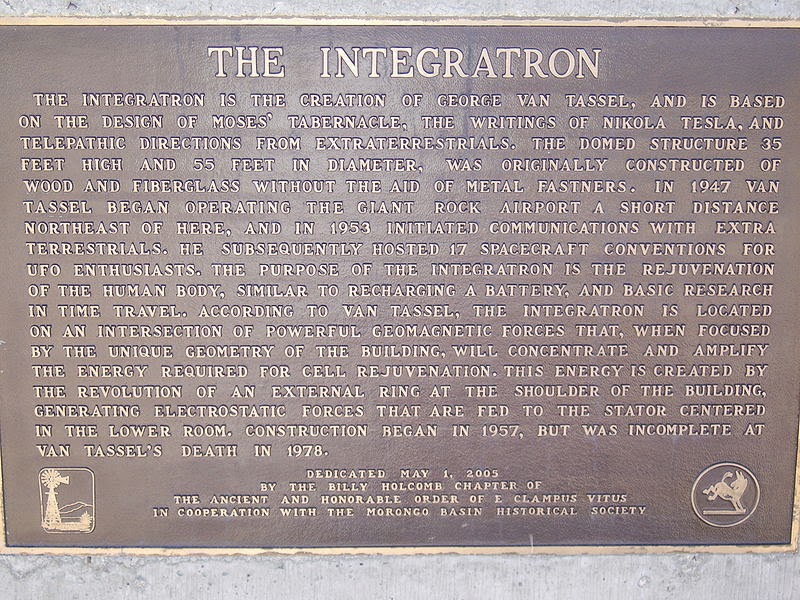 THE INTEGRATRON
THE INTEGRATRON IS THE CREATION OF GEORGE VAN TASSEL, AND IS BASED
ON THE DESIGN OF MOSES' TABERNACLE, THE WRITINGS OF NIKOLA TESLA, AND
TELEPATHIC DIRECTIONS FROM EXTRATERRESTRIALS. THE DOMED STRUCTURE 35
FEET HIGH AND 55 FEET IN DIAMETER, WAS ORIGINALLY CONSTRUCTED OF
WOOD AND FIBERGLASS WITHOUT THE AID OF METAL FASTNERS. IN 1947 VAN
TASSEL BEGAN OPERATING THE GIANT ROCK AIRPORT A SHORT DISTANCE
NORTHEAST OF HERE, AND IN 1953 INITIATED COMMUNICATIONS WITH EXTRA
TERRESTRIALS. HE SUBSEQUENTLY HOSTED 17 SPACECRAFT CONVENTIONS FOR
UFO ENTHUSIASTS. THE PURPOSE OF THE INTEGRATRON IS THE REJUVENATION
OF THE HUMAN BODY, SIMILAR TO RECHARGING A BATTERY, AND BASIC RESEARCH
IN TIME TRAVEL. ACCORDING TO VAN TASSEL, THE INTEGRATRON IS LOCATED
ON AN INTERSECTION OF POWERFUL GEOMAGNETIC FORCES THAT, WHEN FOCUSED
BY THE UNIQUE GEOMETRY OF THE BUILDING, WILL CONCENTRATE AND AMPLIFY
THE ENERGY REQUIRED FOR CELL REJUVENATION. THIS ENERGY IS CREATED BY
THE REVOLUTION OF AN EXTERNAL RING AT THE SHOULDER OF THE BUILDING,
GENERATING ELECTROSTATIC FORCES THAT ARE FED TO THE STATOR CENTERED
IN THE LOWER ROOM. CONSTRUCTION BEGAN IN 1957, BUT WAS INCOMPLETE AT
VAN TASSEL'S DEATH IN 1978.
DEDICATED MAY 1, 2005
BY THE BILLY HOLCOMB CHAPTER OF
THE ANCIENT AND HONORABLE ORDER OF E CLAMPUS VITUS
IN COOPERATION WITH THE MORONGO BASIN HISTORICAL SOCIETY